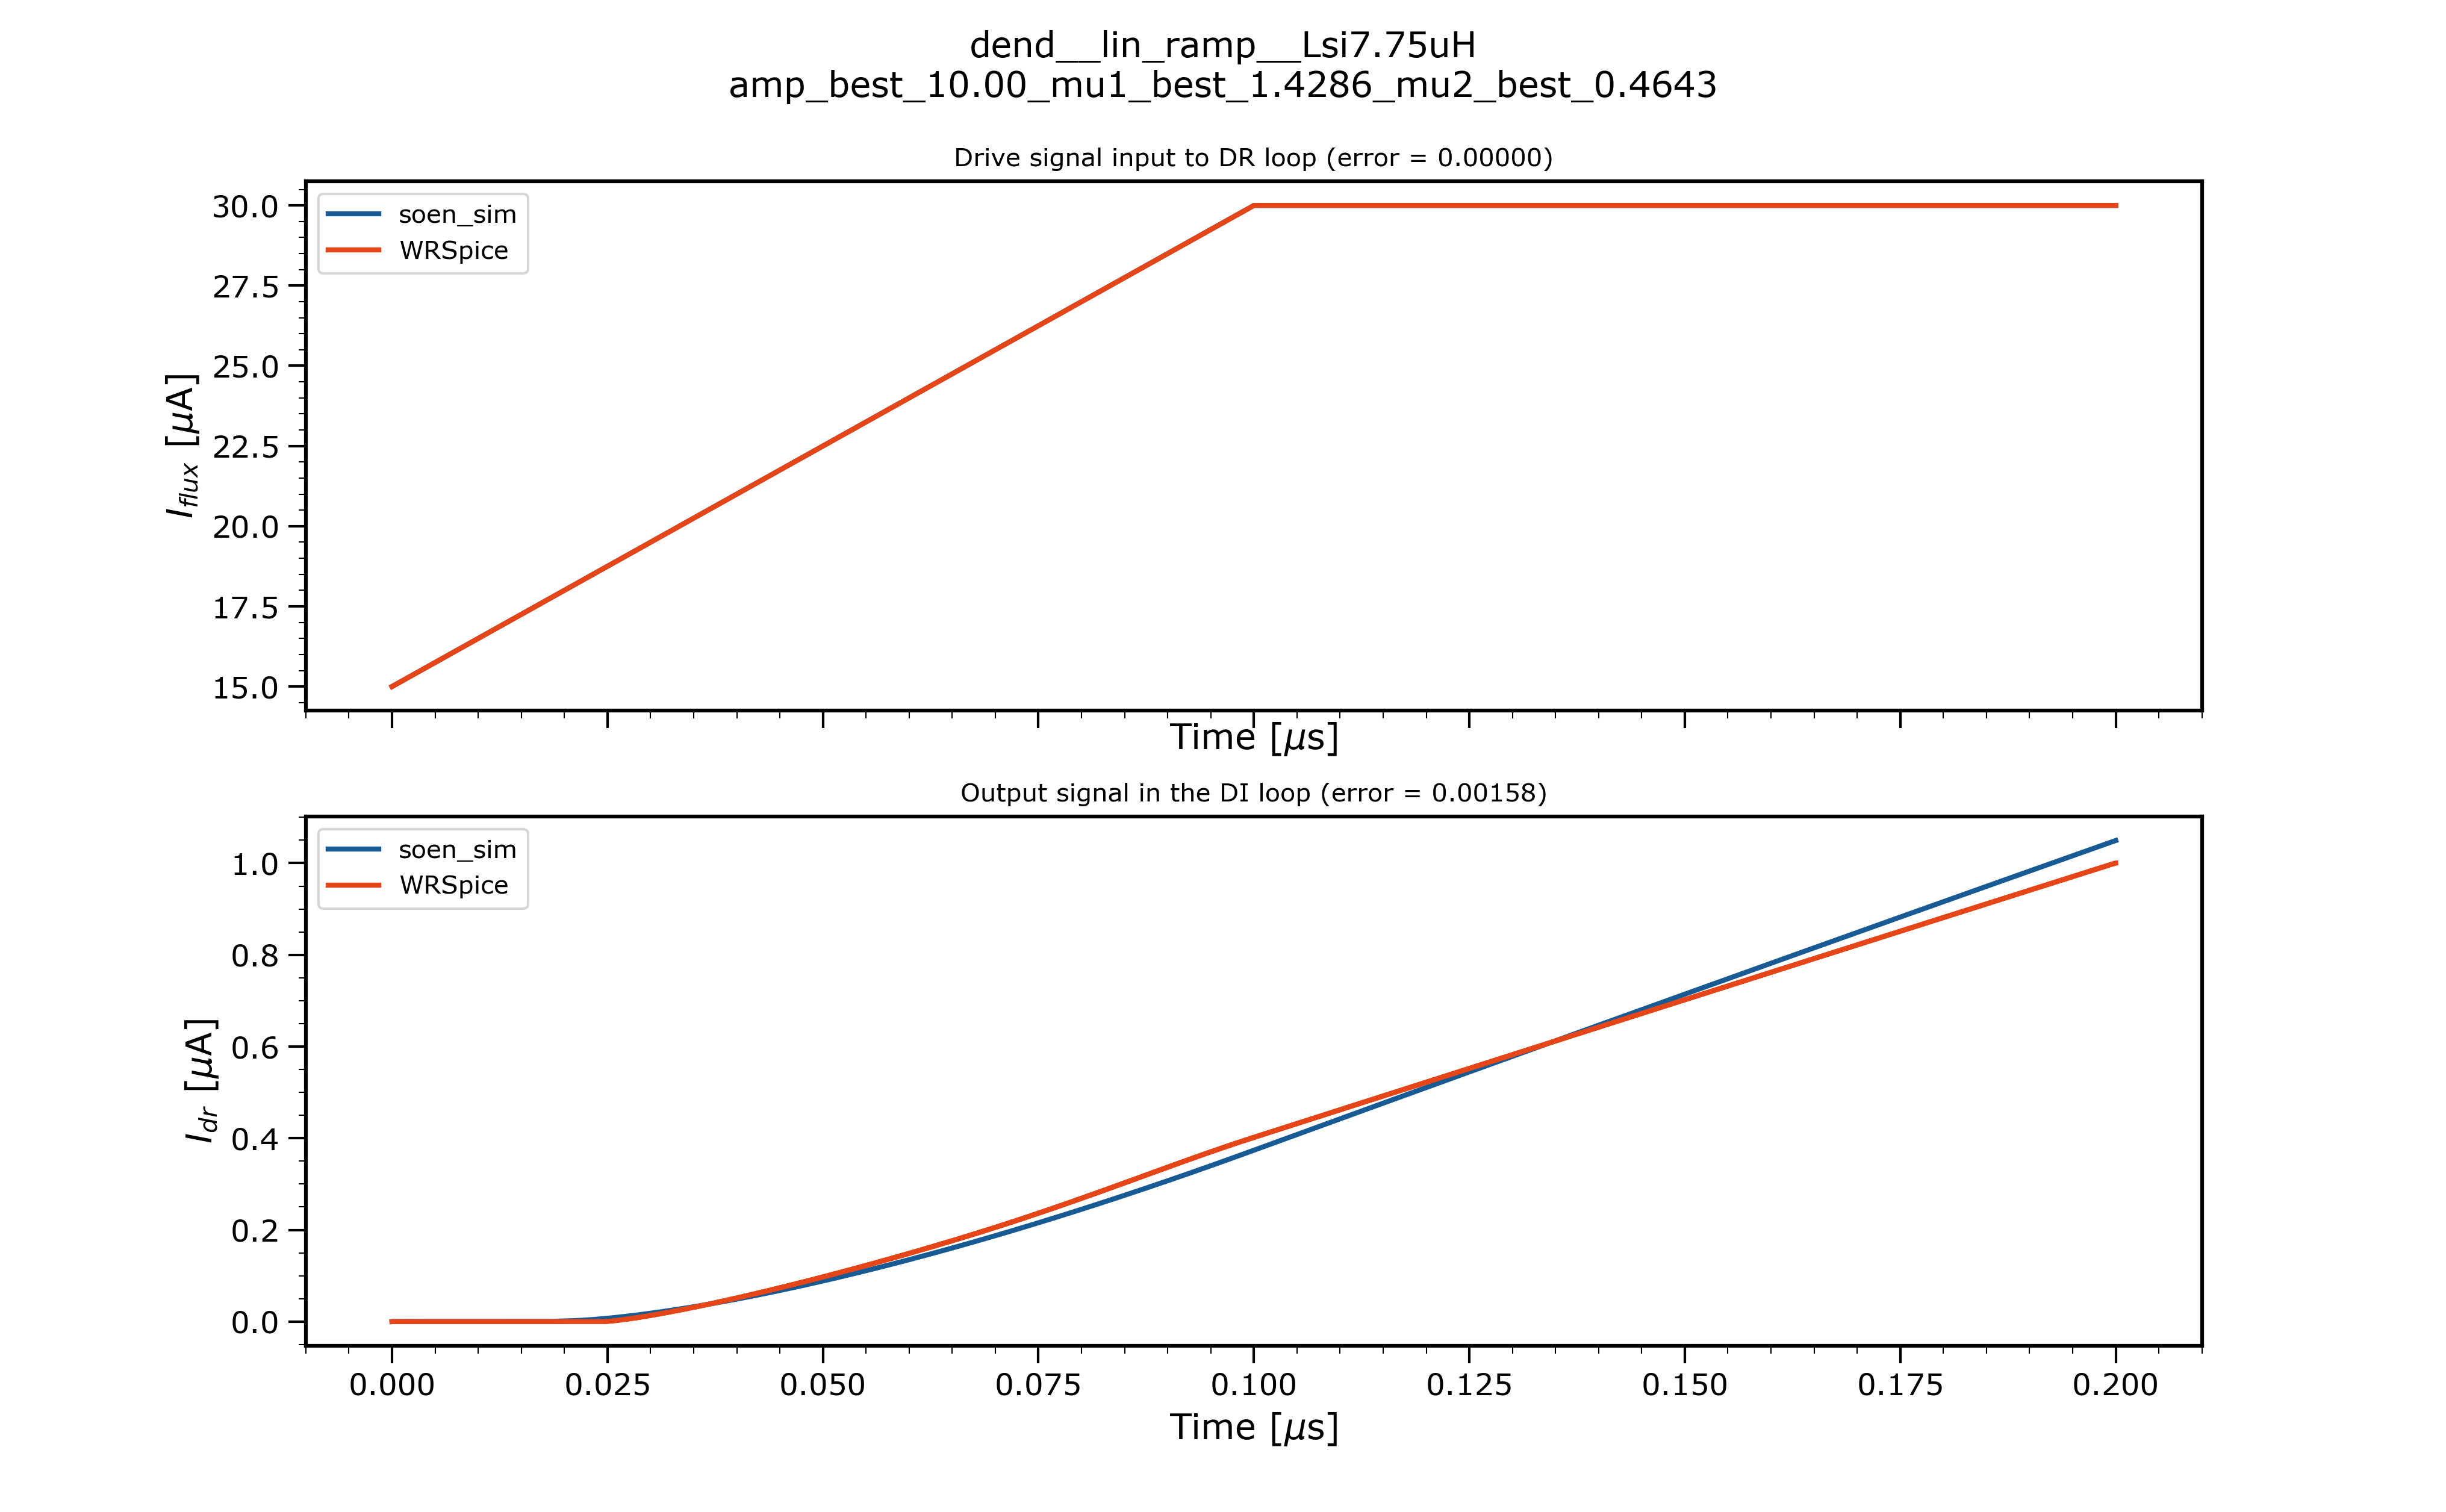 dend__lin_ramp__Lsi7.75uH
amp_best_10.00_mu1_best_1.4286_mu2_best_0.4643
Drive signal input to DR loop (error = 0.00000)
soen_sim
WRSpice
30.0
27.5
25.0
22.5
20.0
17.5
15.0
I_flux [μA]
Time [μs]
Output signal in the DI loop (error = 0.00158)
soen_sim
WRSpice
1.0
0.8
0.6
0.4
0.2
0.0
I_dr [μA]
0.000 0.025 0.050 0.075 0.100 0.125 0.150 0.175 0.200
Time [μs]